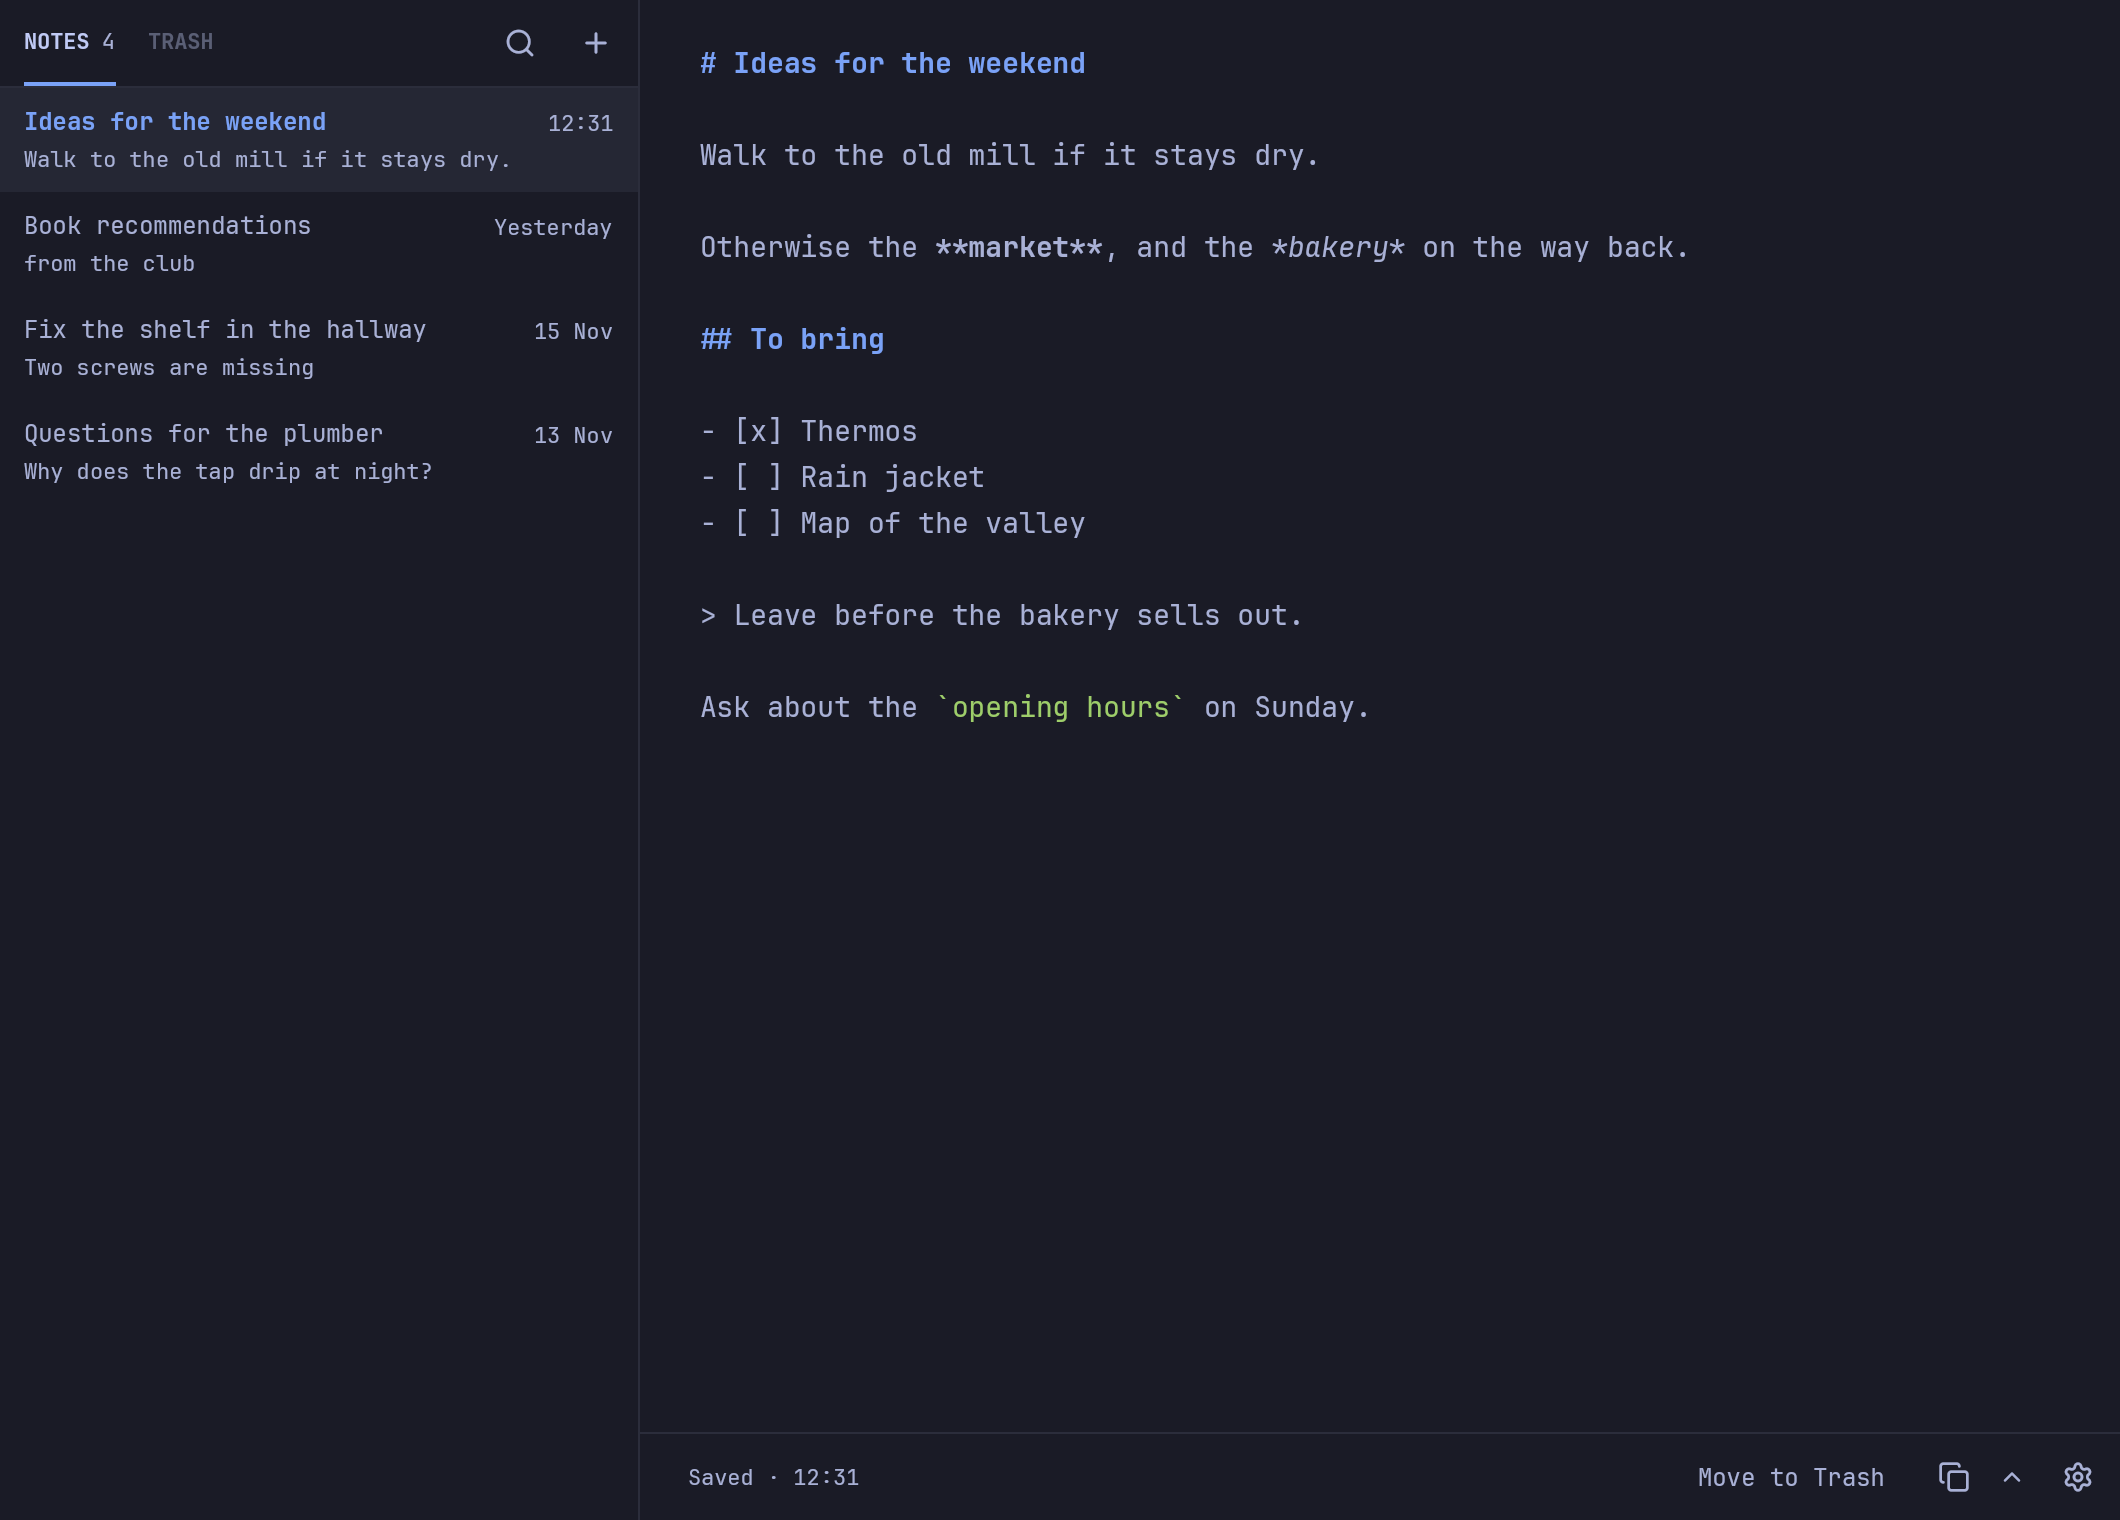 NOTES 4 TRASH
Ideas for the weekend 12:31
Walk to the old mill if it stays dry.
Book recommendations Yesterday
from the club
Fix the shelf in the hallway 15 Nov
Two screws are missing
Questions for the plumber 13 Nov
Why does the tap drip at night?
# Ideas for the weekend
Walk to the old mill if it stays dry.
Otherwise the **market**, and the *bakery* on the way back.
## To bring
- [x] Thermos
- [ ] Rain jacket
- [ ] Map of the valley
> Leave before the bakery sells out.
Ask about the `opening hours` on Sunday.
Saved · 12:31 Move to Trash